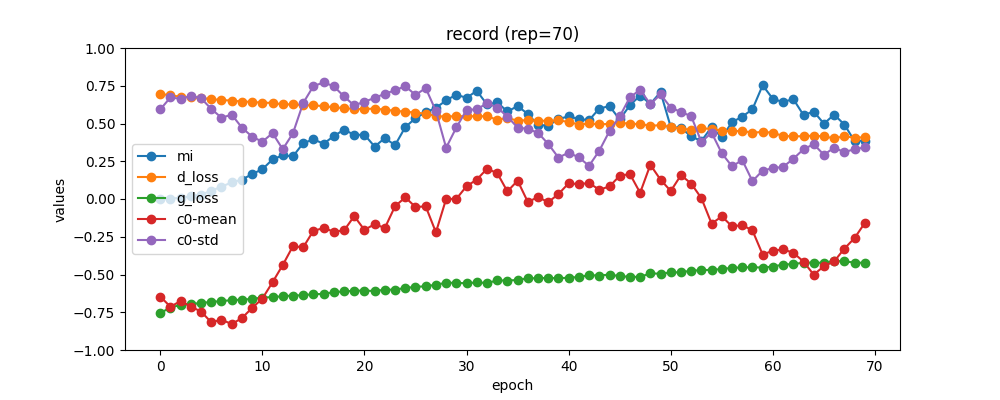 record (rep=70)
1.00
0.75
0.50
0.25
0.00
−0.25
−0.50
−0.75
−1.00
values
mi
d_loss
g_loss
c0-mean
c0-std
0 10 20 30 40 50 60 70
epoch